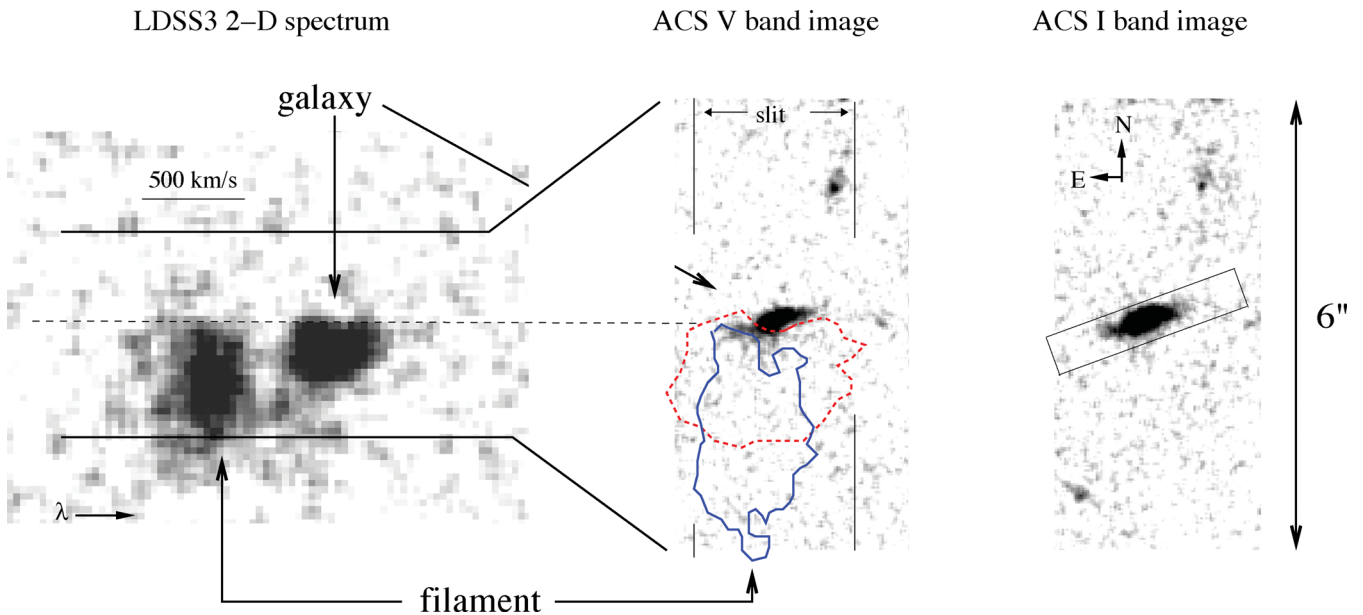 LDSS3 2–D spectrum
ACS V band image
ACS I band image
galaxy
slit
N
500 km/s
E
6"
λ
filament